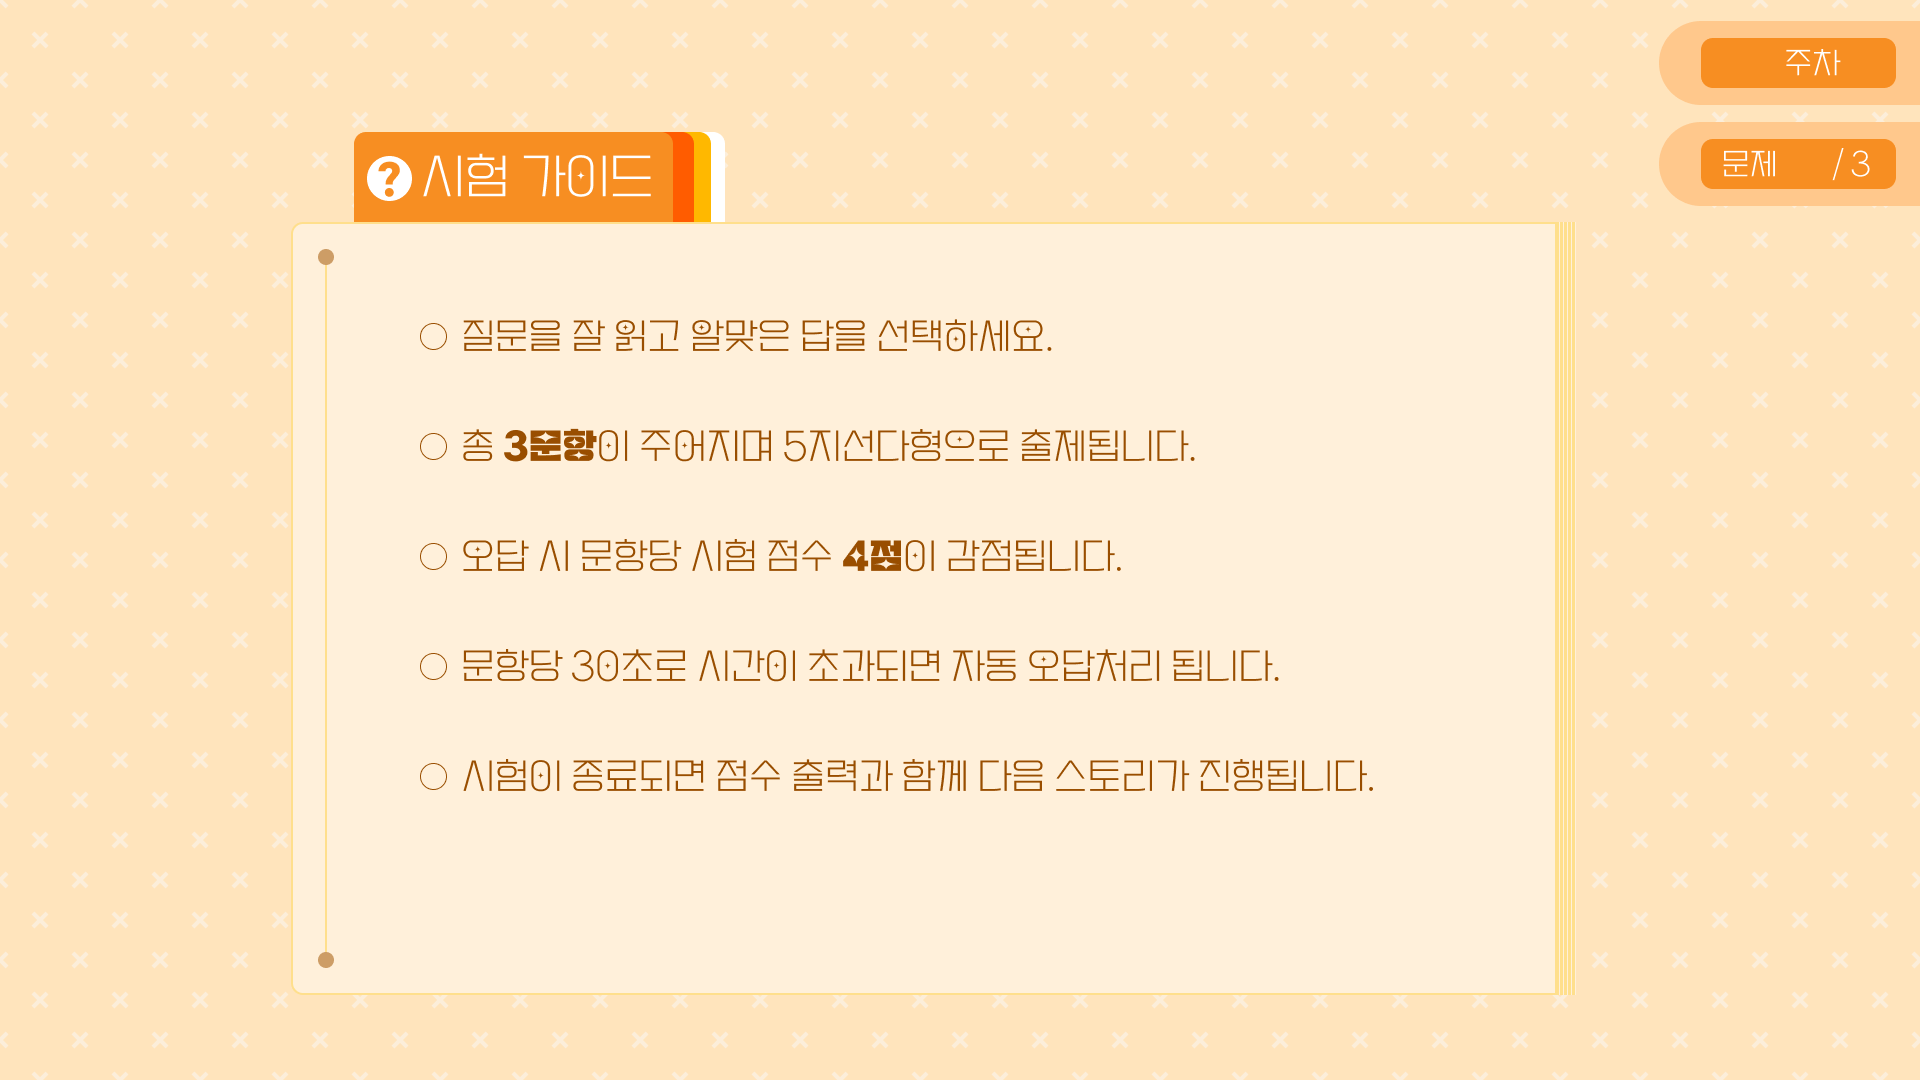 주차
문제 / 3
? 시험 가이드
○ 질문을 잘 읽고 알맞은 답을 선택하세요.
○ 총 3문항이 주어지며 5지선다형으로 출제됩니다.
○ 오답 시 문항당 시험 점수 4점이 감점됩니다.
○ 문항당 30초로 시간이 초과되면 자동 오답처리 됩니다.
○ 시험이 종료되면 점수 출력과 함께 다음 스토리가 진행됩니다.